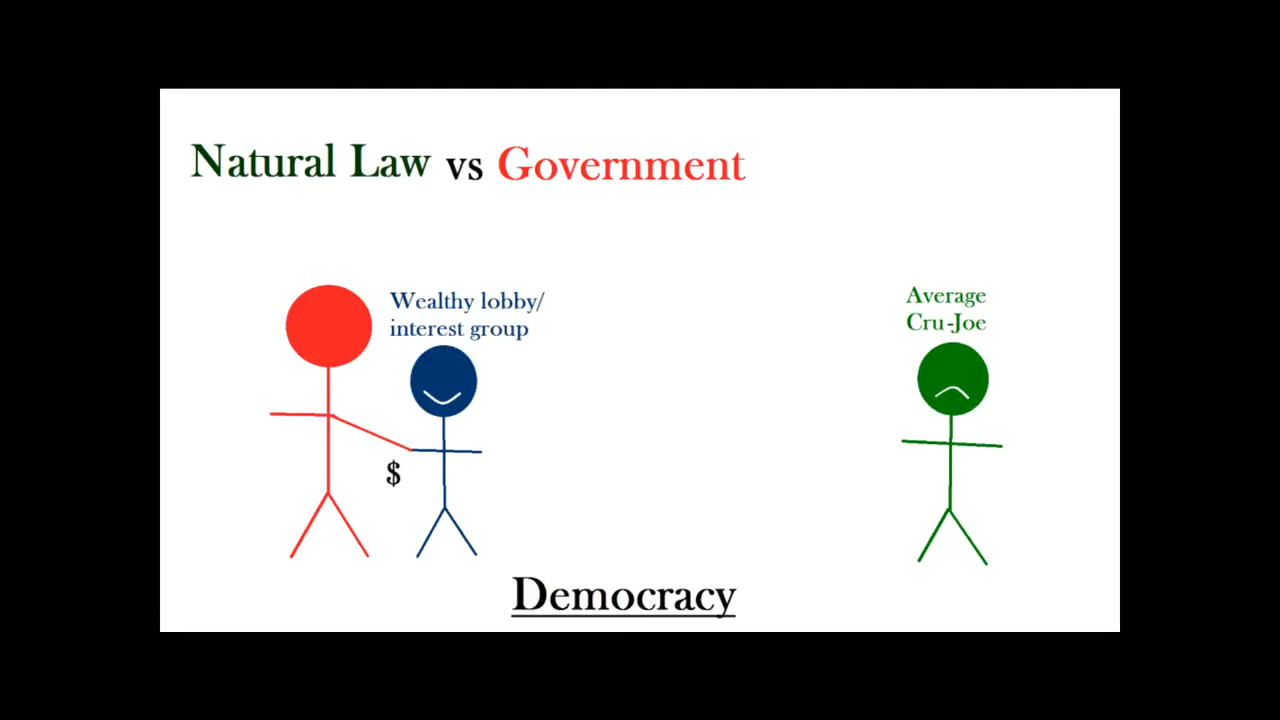 Natural Law vs Government
Wealthy lobby/
interest group
Average
Cru-Joe
$
Democracy